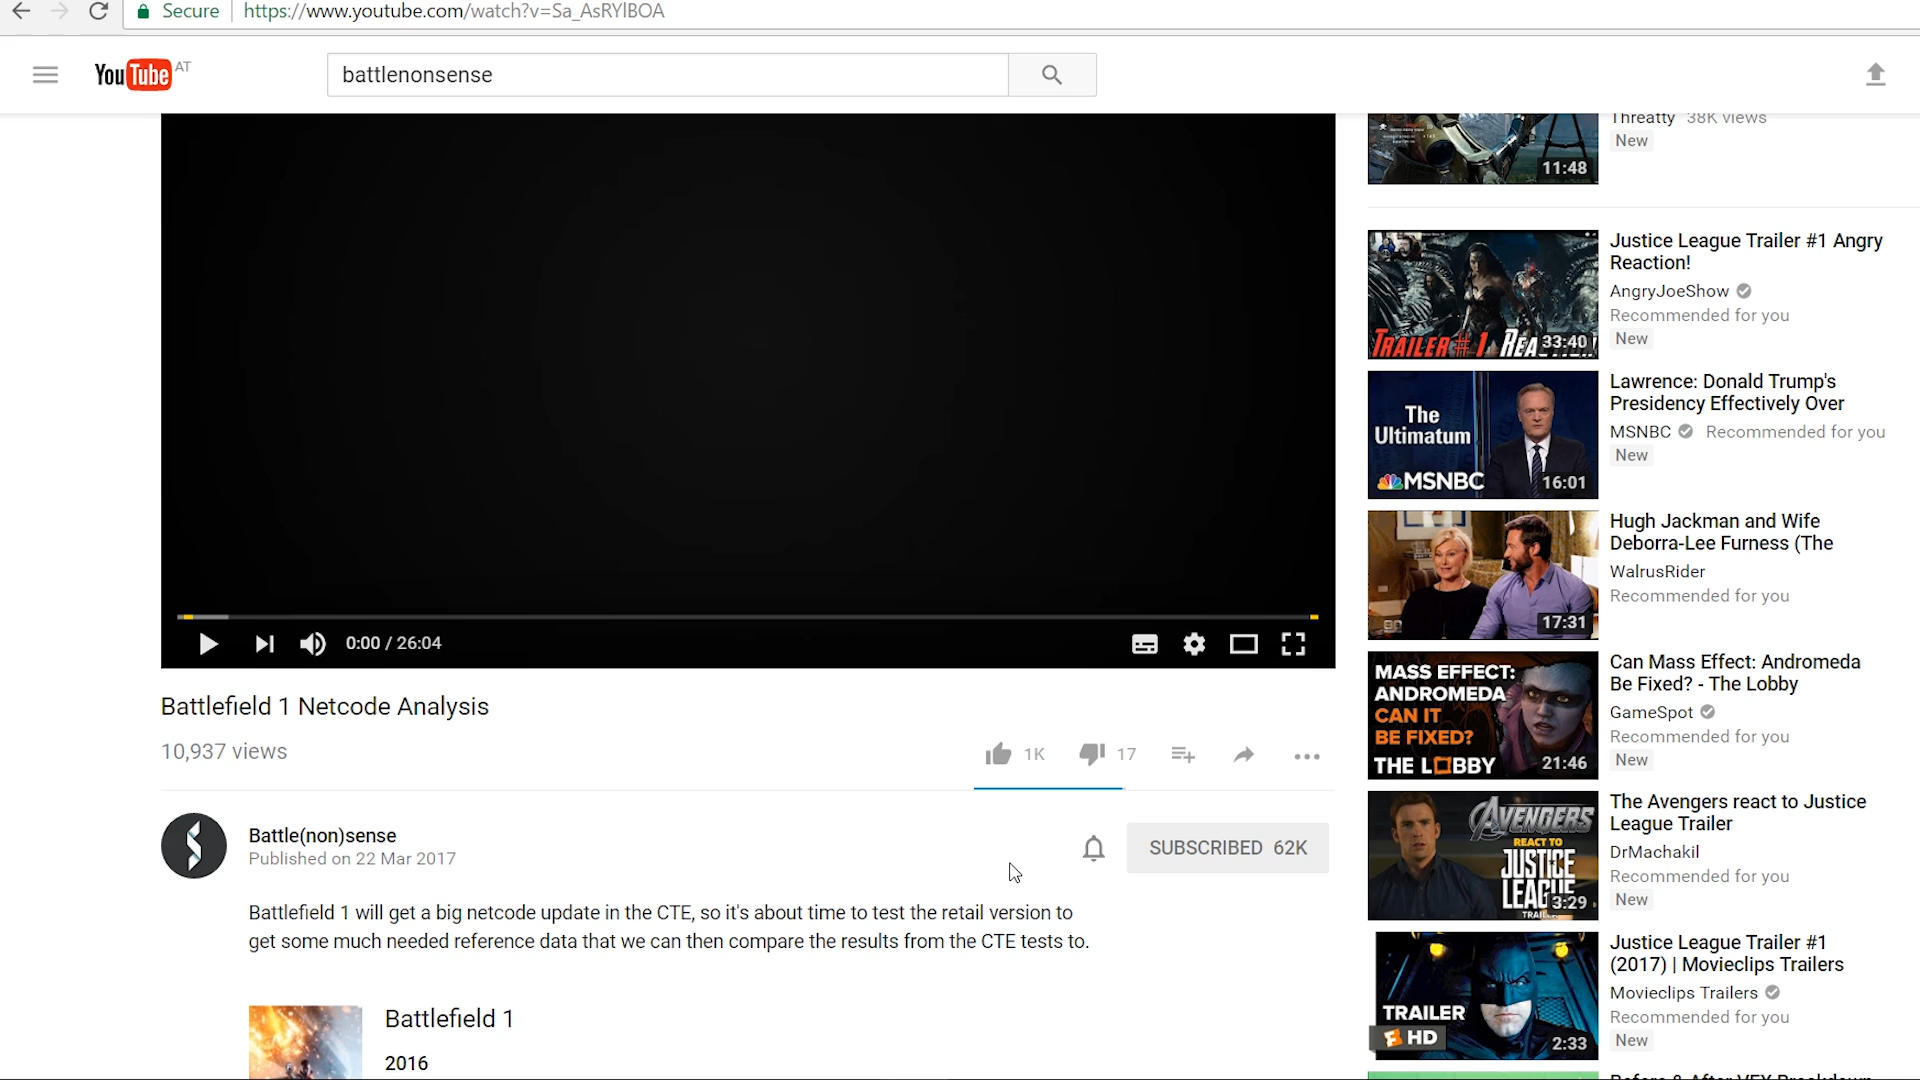 Secure https://www.youtube.com/watch?v=Sa_AsRYlBOA
YouTube AT
battlenonsense
0:00 / 26:04
Battlefield 1 Netcode Analysis
10,937 views
1K 17
Battle(non)sense
Published on 22 Mar 2017
SUBSCRIBED 62K
Battlefield 1 will get a big netcode update in the CTE, so it's about time to test the retail version to
get some much needed reference data that we can then compare the results from the CTE tests to.
Battlefield 1
2016
11:48
Threatty 38K views
New
TRAILER # 1 REA
33:40
Justice League Trailer #1 Angry
Reaction!
AngryJoeShow
Recommended for you
New
The
Ultimatum
MSNBC
16:01
Lawrence: Donald Trump's
Presidency Effectively Over
MSNBC Recommended for you
New
17:31
Hugh Jackman and Wife
Deborra-Lee Furness (The
WalrusRider
Recommended for you
MASS EFFECT:
ANDROMEDA
CAN IT
BE FIXED?
THE LOBBY
21:46
Can Mass Effect: Andromeda
Be Fixed? - The Lobby
GameSpot
Recommended for you
New
AVENGERS
REACT TO
JUSTICE
LEAGUE
TRAIL
3:29
The Avengers react to Justice
League Trailer
DrMachakil
Recommended for you
New
TRAILER
HD
2:33
Justice League Trailer #1
(2017) | Movieclips Trailers
Movieclips Trailers
Recommended for you
New